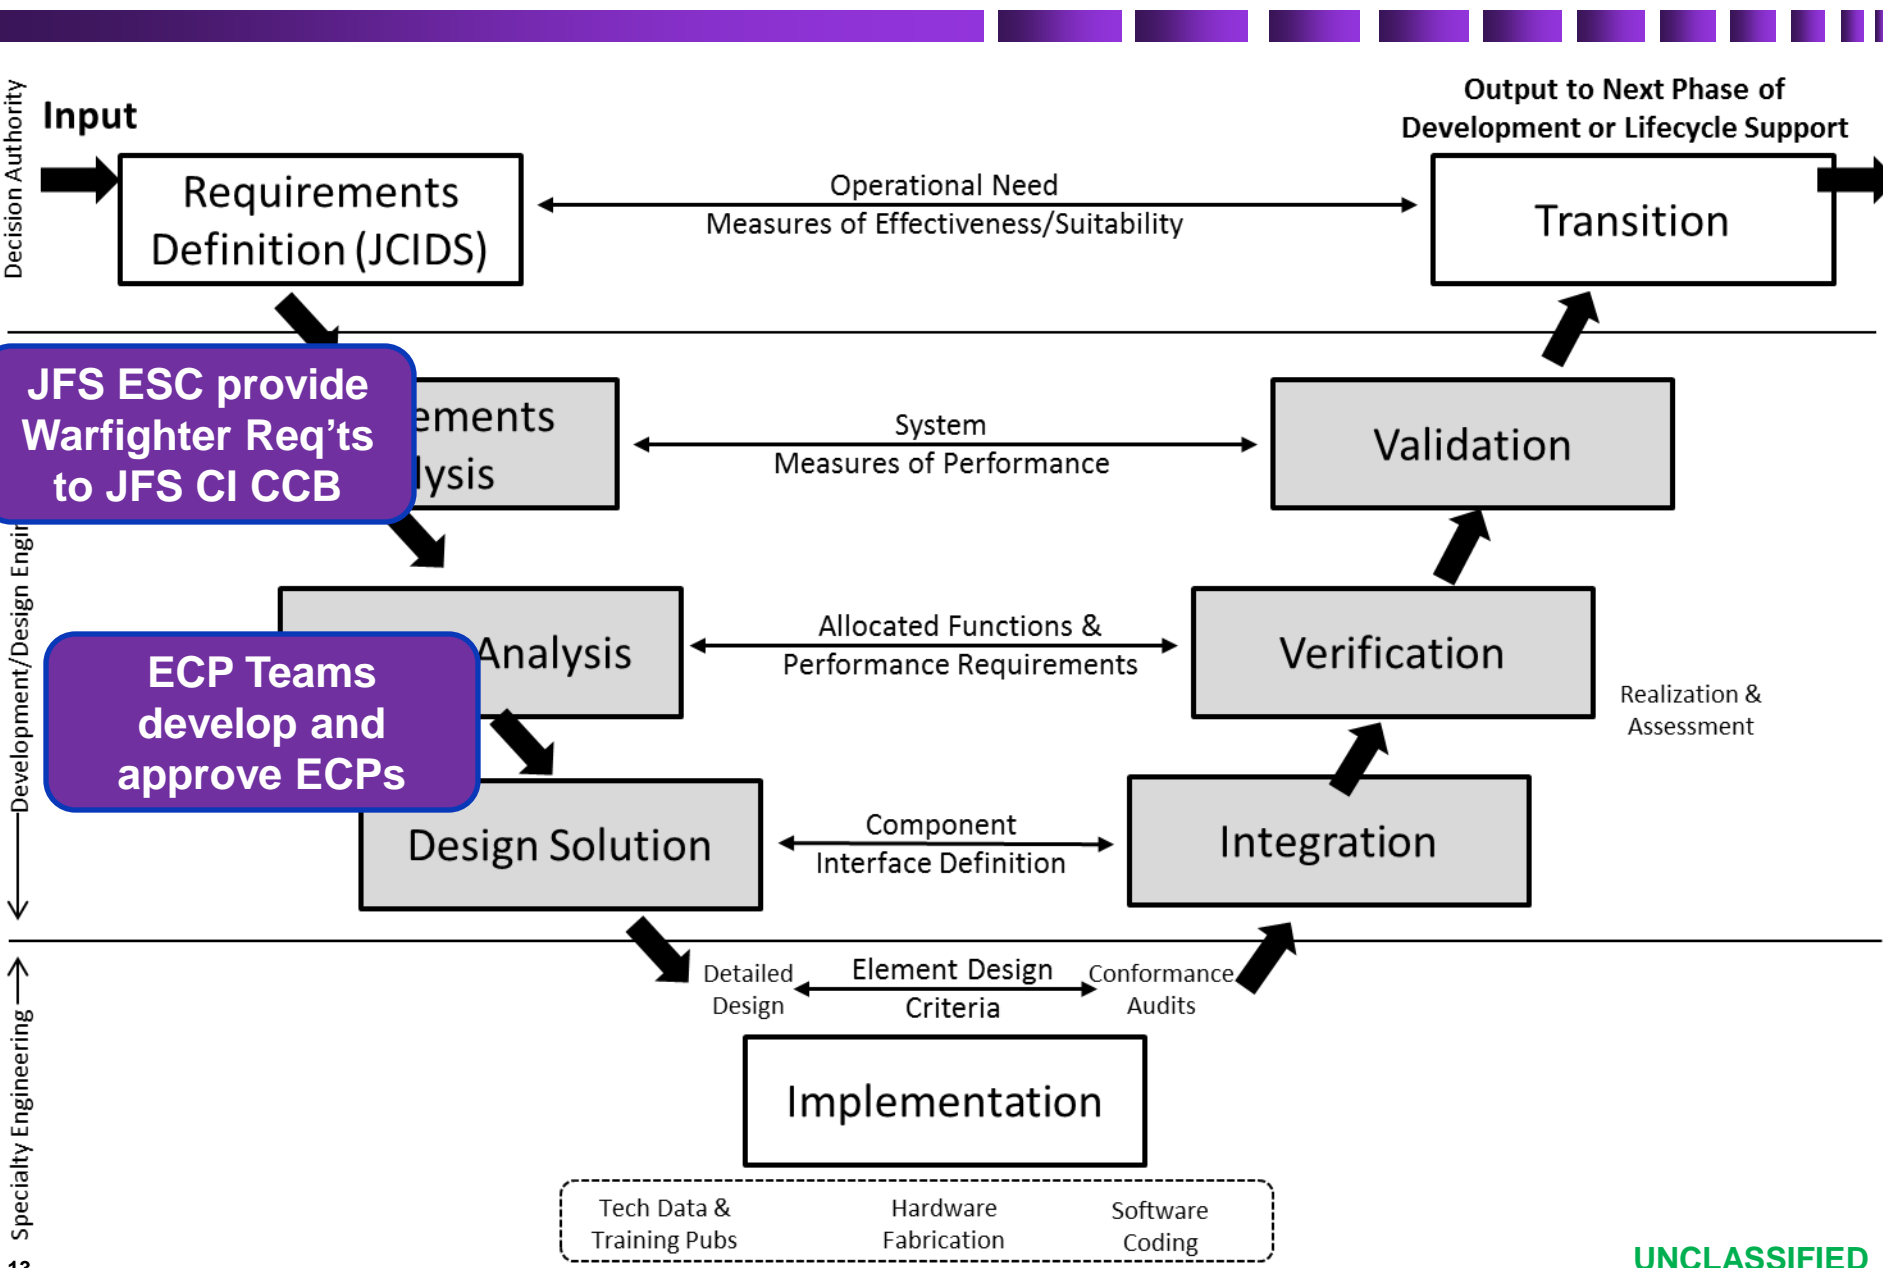 Decision Authority
Input
Output to Next Phase of
Development or Lifecycle Support
Requirements
Definition (JCIDS)
Operational Need
Measures of Effectiveness/Suitability
Transition
JFS ESC provide
Warfighter Req’ts
to JFS CI CCB
ements
lysis
System
Measures of Performance
Validation
Development/Design Engin
Analysis
Allocated Functions &
Performance Requirements
Verification
ECP Teams
develop and
approve ECPs
Realization &
Assessment
Design Solution
Component
Interface Definition
Integration
Specialty Engineering
Detailed
Design
Element Design
Criteria
Conformance
Audits
Implementation
Tech Data &
Training Pubs
Hardware
Fabrication
Software
Coding
UNCLASSIFIED